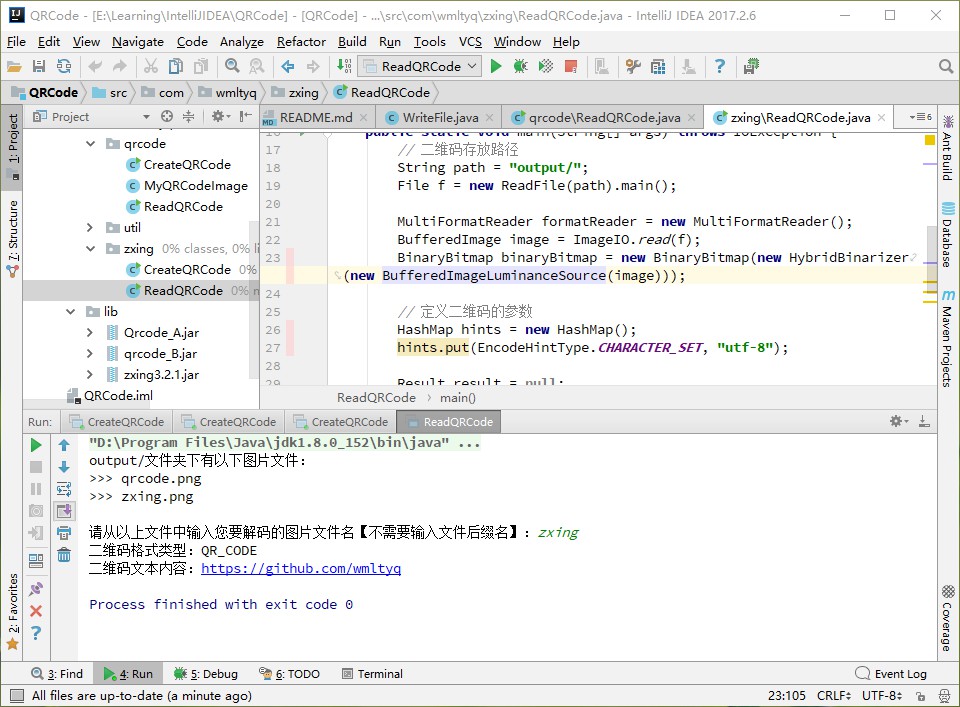 QRCode - [E:\Learning\IntelliJIDEA\QRCode] - [QRCode] - ...\src\com\wmltyq\zxing\ReadQRCode.java - IntelliJ IDEA 2017.2.6
File Edit View Navigate Code Analyze Refactor Build Run Tools VCS Window Help
ReadQRCode
QRCode src com wmltyq zxing ReadQRCode
Project
README.md WriteFile.java qrcode\ReadQRCode.java zxing\ReadQRCode.java 6
1: Project
7: Structure
2: Favorites
qrcode
CreateQRCode
MyQRCodeImage
ReadQRCode
util
zxing 0% classes, 0% li
CreateQRCode 0%
ReadQRCode 0% n
lib
Qrcode_A.jar
qrcode_B.jar
zxing3.2.1.jar
QRCode.iml
16 public static void main(String[] args) throws IOException {
17 // 二维码存放路径
18 String path = "output/";
19 File f = new ReadFile(path).main();
20
21 MultiFormatReader formatReader = new MultiFormatReader();
22 BufferedImage image = ImageIO.read(f);
23 BinaryBitmap binaryBitmap = new BinaryBitmap(new HybridBinarizer
(new BufferedImageLuminanceSource(image)));
24
25 // 定义二维码的参数
26 HashMap hints = new HashMap();
27 hints.put(EncodeHintType.CHARACTER_SET, "utf-8");
28
29 Result result = null;
ReadQRCode main()
Ant Build
Database
Maven Projects
Coverage
Run: CreateQRCode CreateQRCode CreateQRCode ReadQRCode
"D:\Program Files\Java\jdk1.8.0_152\bin\java" ...
output/文件夹下有以下图片文件:
>>> qrcode.png
>>> zxing.png
请从以上文件中输入您要解码的图片文件名【不需要输入文件后缀名】: zxing
二维码格式类型: QR_CODE
二维码文本内容: https://github.com/wmltyq
Process finished with exit code 0
3: Find 4: Run 5: Debug 6: TODO Terminal Event Log
All files are up-to-date (a minute ago) 23:105 CRLF UTF-8